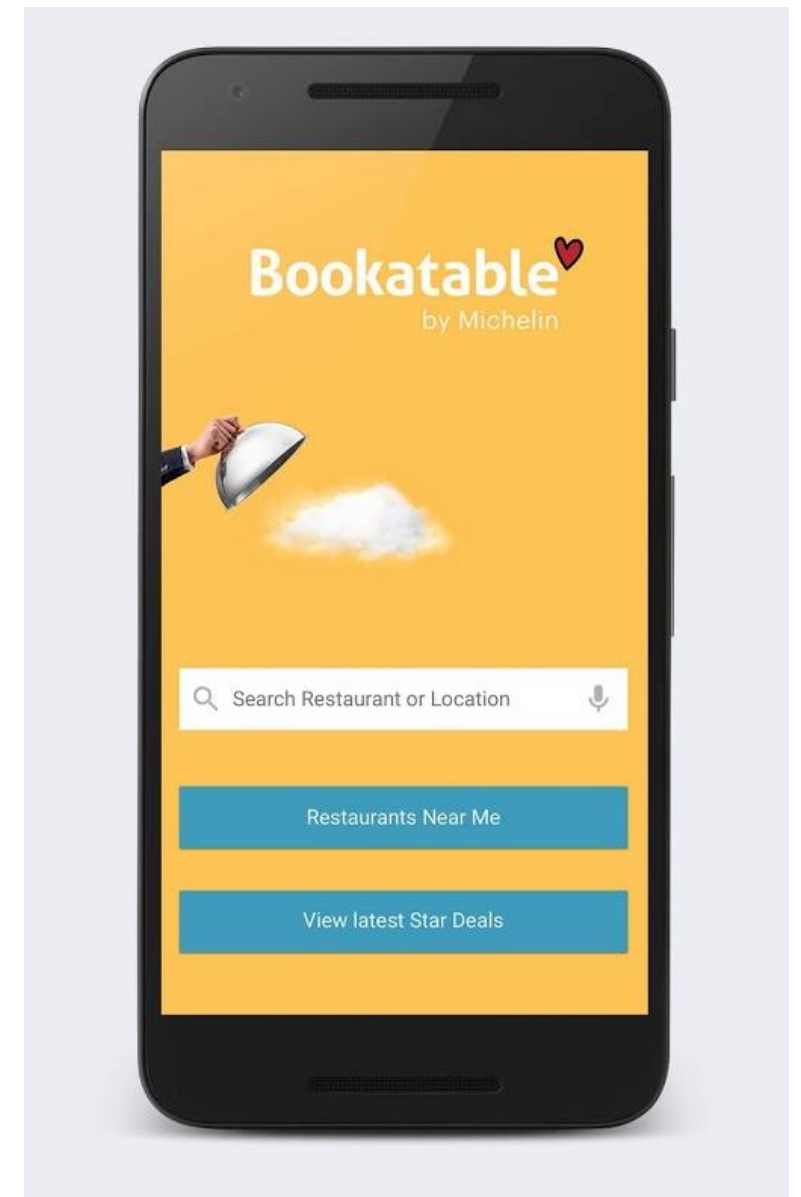 Bookatable
by Michelin
Search Restaurant or Location
Restaurants Near Me
View latest Star Deals